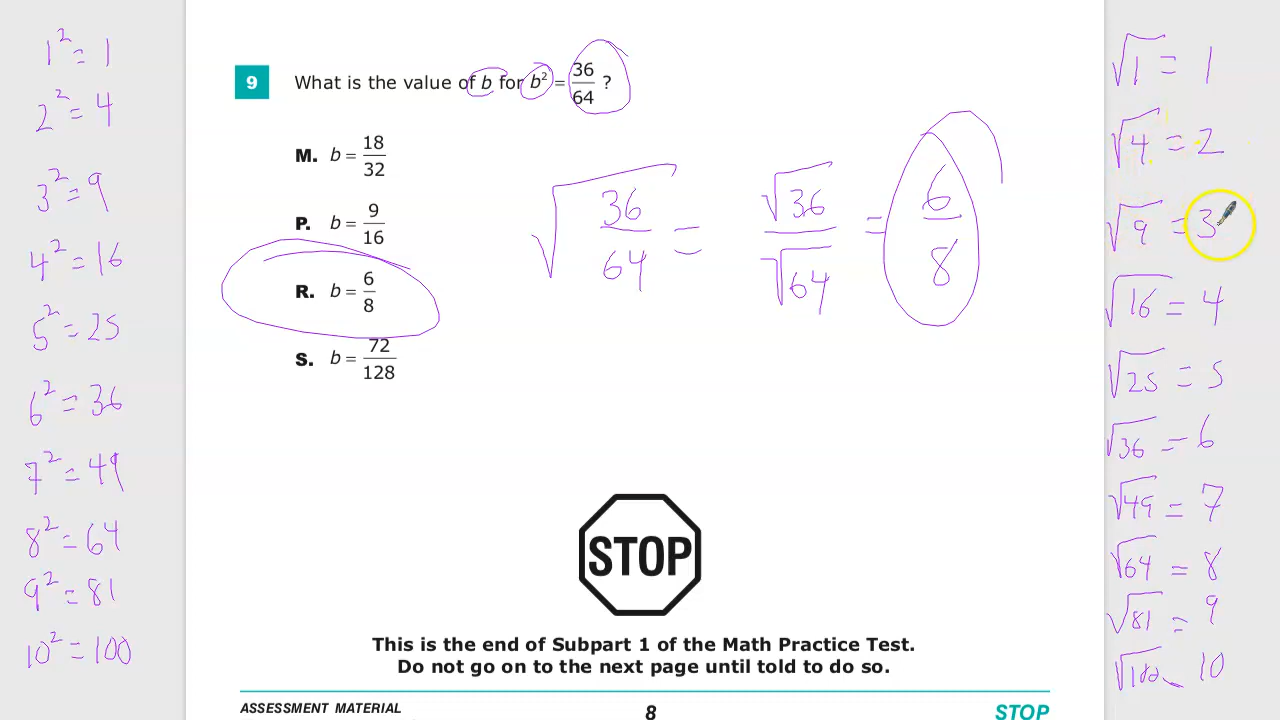 9 What is the value of b for b² = 36/64 ?
M. b = 18/32
P. b = 9/16
R. b = 6/8
S. b = 72/128
√36/64 = √36/√64 = 6/8
1² = 1
2² = 4
3² = 9
4² = 16
5² = 25
6² = 36
7² = 49
8² = 64
9² = 81
10² = 100
√1 = 1
√4 = 2
√9 = 3
√16 = 4
√25 = 5
√36 = 6
√49 = 7
√64 = 8
√81 = 9
√100 = 10
STOP
This is the end of Subpart 1 of the Math Practice Test.
Do not go on to the next page until told to do so.
ASSESSMENT MATERIAL 8 STOP